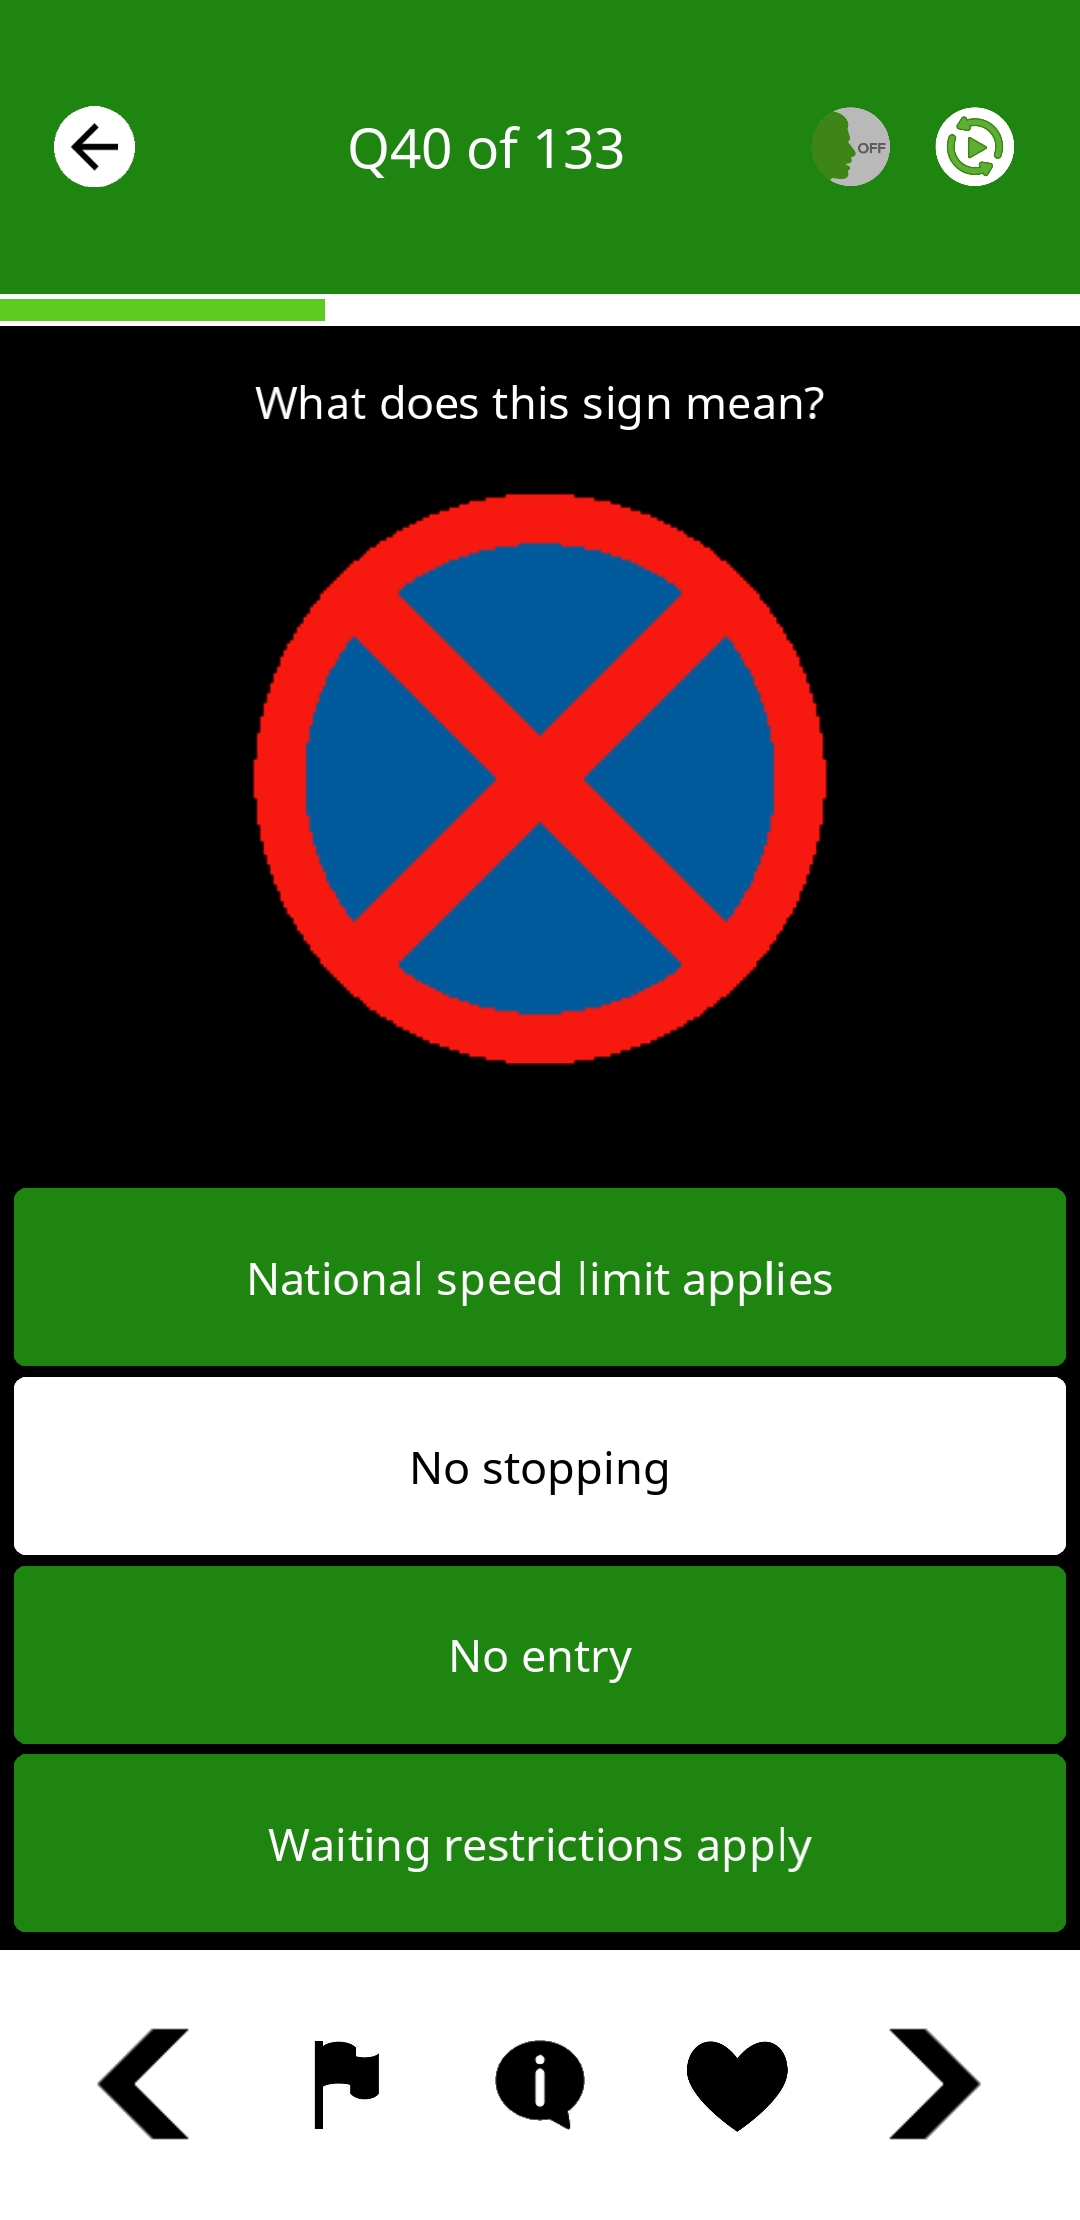 Q40 of 133
OFF
What does this sign mean?
National speed limit applies
No stopping
No entry
Waiting restrictions apply